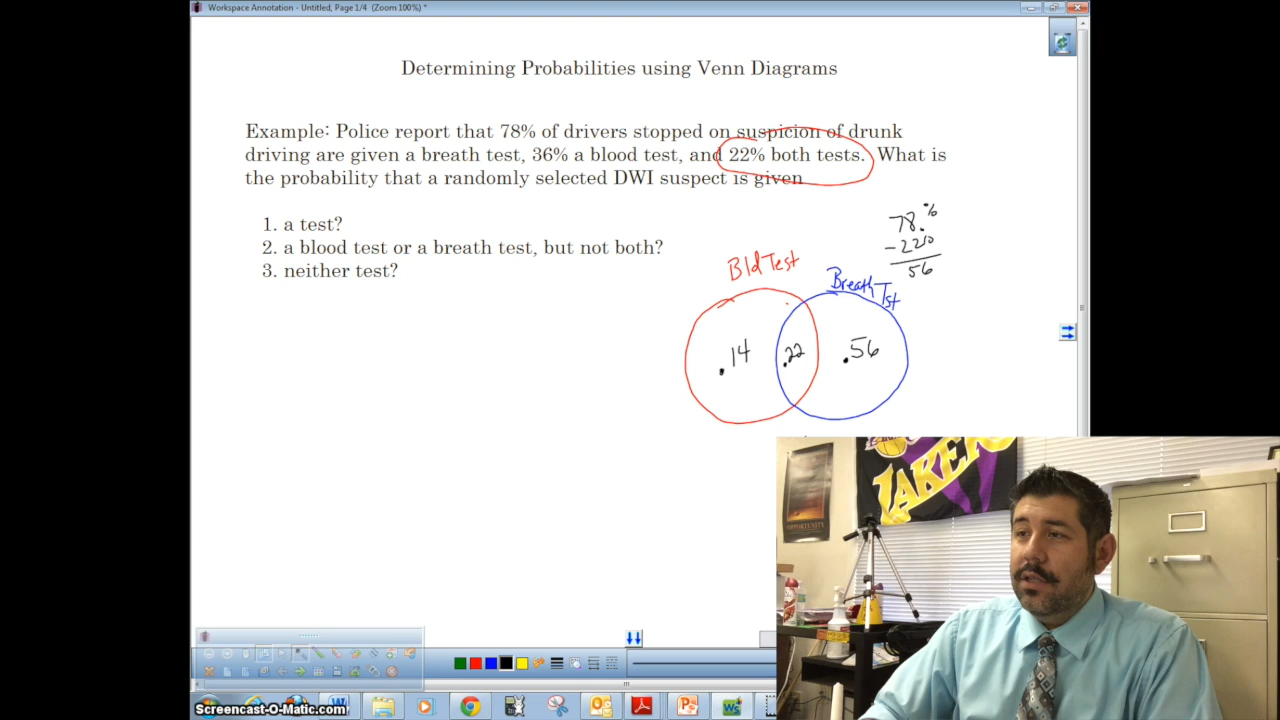 Workspace Annotation - Untitled, Page 1/4 (Zoom 100%) *
Determining Probabilities using Venn Diagrams
Example: Police report that 78% of drivers stopped on suspicion of drunk
driving are given a breath test, 36% a blood test, and 22% both tests. What is
the probability that a randomly selected DWI suspect is given
1. a test?
2. a blood test or a breath test, but not both?
3. neither test?
78%
-22%
56
Bld Test
Breath Tst
.14
.22
.56
LAKERS
OPPORTUNITY
Screencast-O-Matic.com